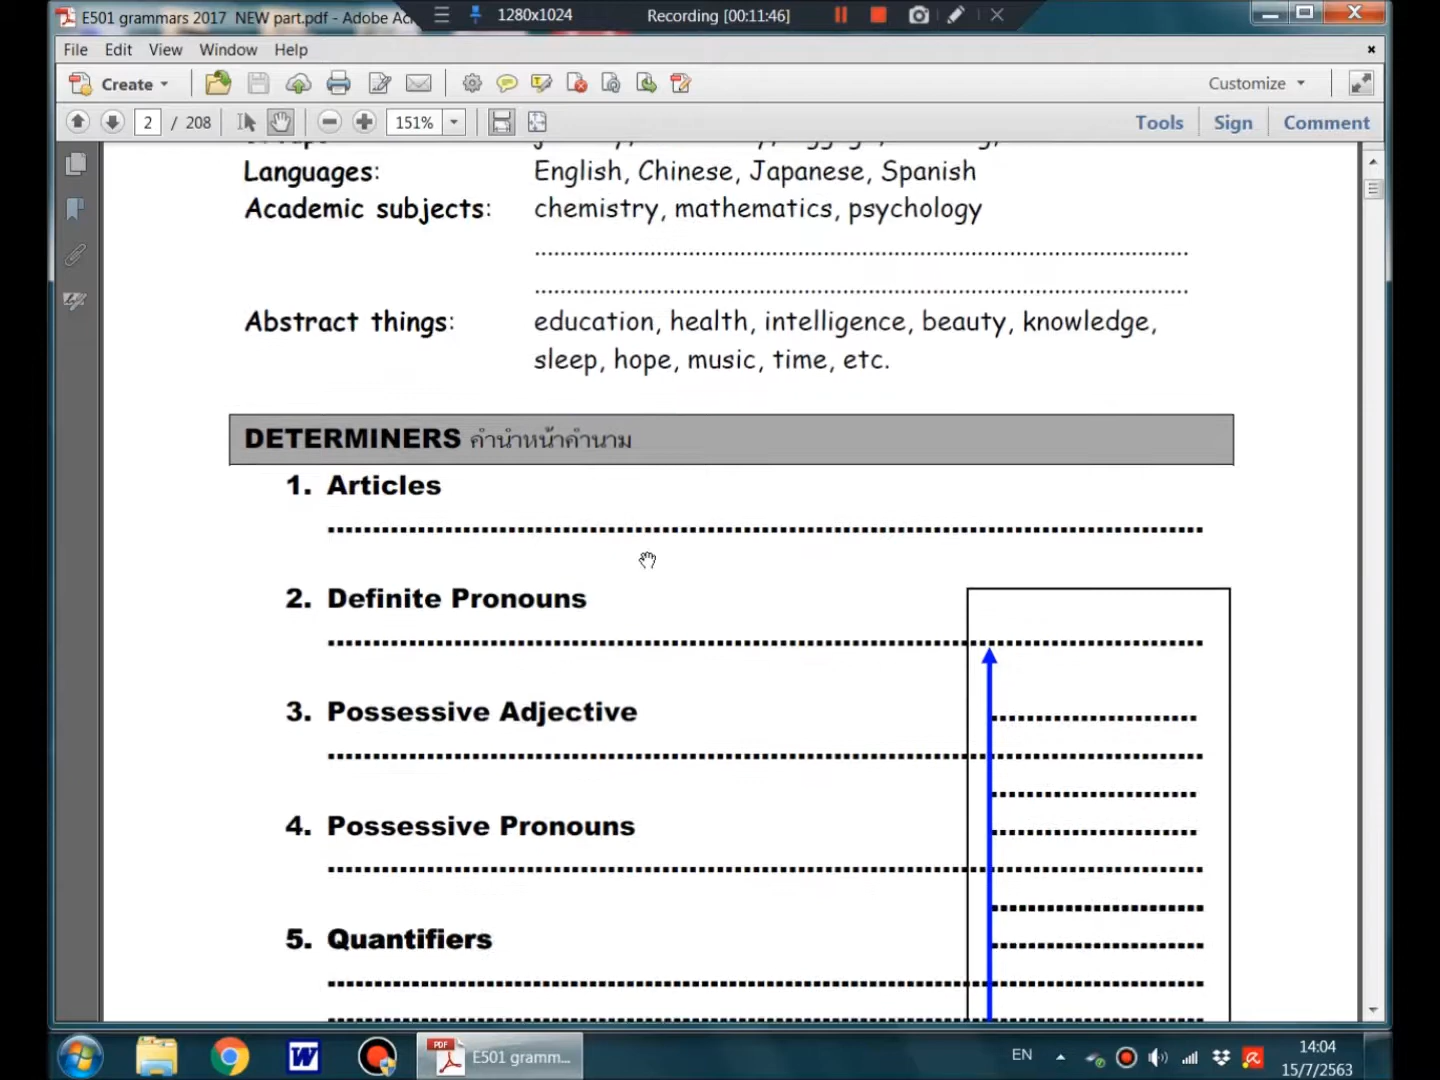 E501 grammars 2017  NEW part.pdf - Adobe Ac
1280x1024
Recording [00:11:46]
File Edit View Window Help
Create
Customize
2 / 208
151%
Tools Sign Comment
Languages: English, Chinese, Japanese, Spanish
Academic subjects: chemistry, mathematics, psychology
Abstract things: education, health, intelligence, beauty, knowledge,
sleep, hope, music, time, etc.
DETERMINERS คำนำหน้าคำนาม
1. Articles
2. Definite Pronouns
3. Possessive Adjective
4. Possessive Pronouns
5. Quantifiers
E501 gramm...
EN
14:04
15/7/2563